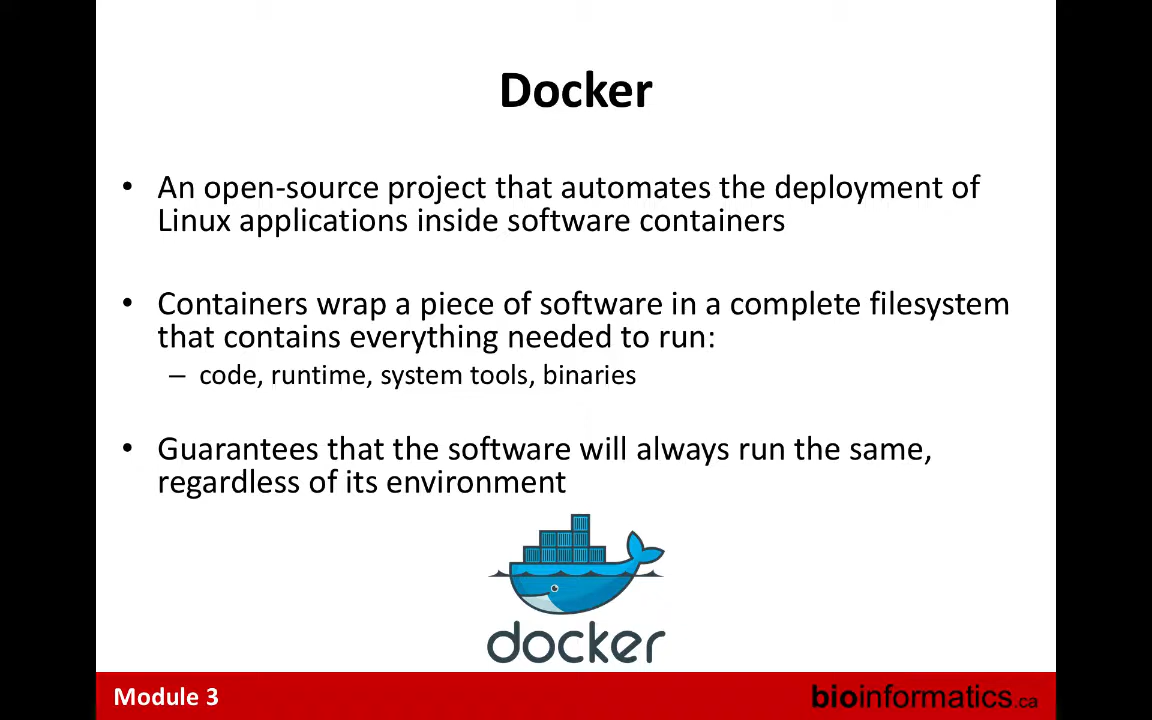 Docker
• An open-source project that automates the deployment of
Linux applications inside software containers
• Containers wrap a piece of software in a complete filesystem
that contains everything needed to run:
– code, runtime, system tools, binaries
• Guarantees that the software will always run the same,
regardless of its environment
docker
Module 3
bioinformatics.ca